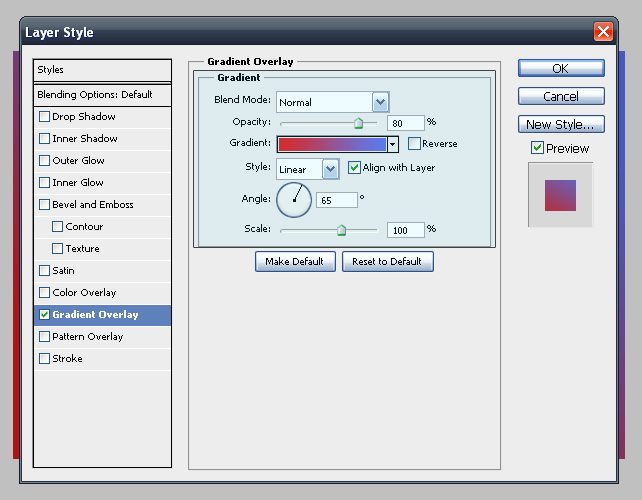 Layer Style
Styles
Blending Options: Default
Drop Shadow
Inner Shadow
Outer Glow
Inner Glow
Bevel and Emboss
Contour
Texture
Satin
Color Overlay
Gradient Overlay
Pattern Overlay
Stroke
Gradient Overlay
Gradient
Blend Mode: Normal
Opacity: 80 %
Gradient: Reverse
Style: Linear Align with Layer
Angle: 65 °
Scale: 100 %
Make Default Reset to Default
OK
Cancel
New Style...
Preview